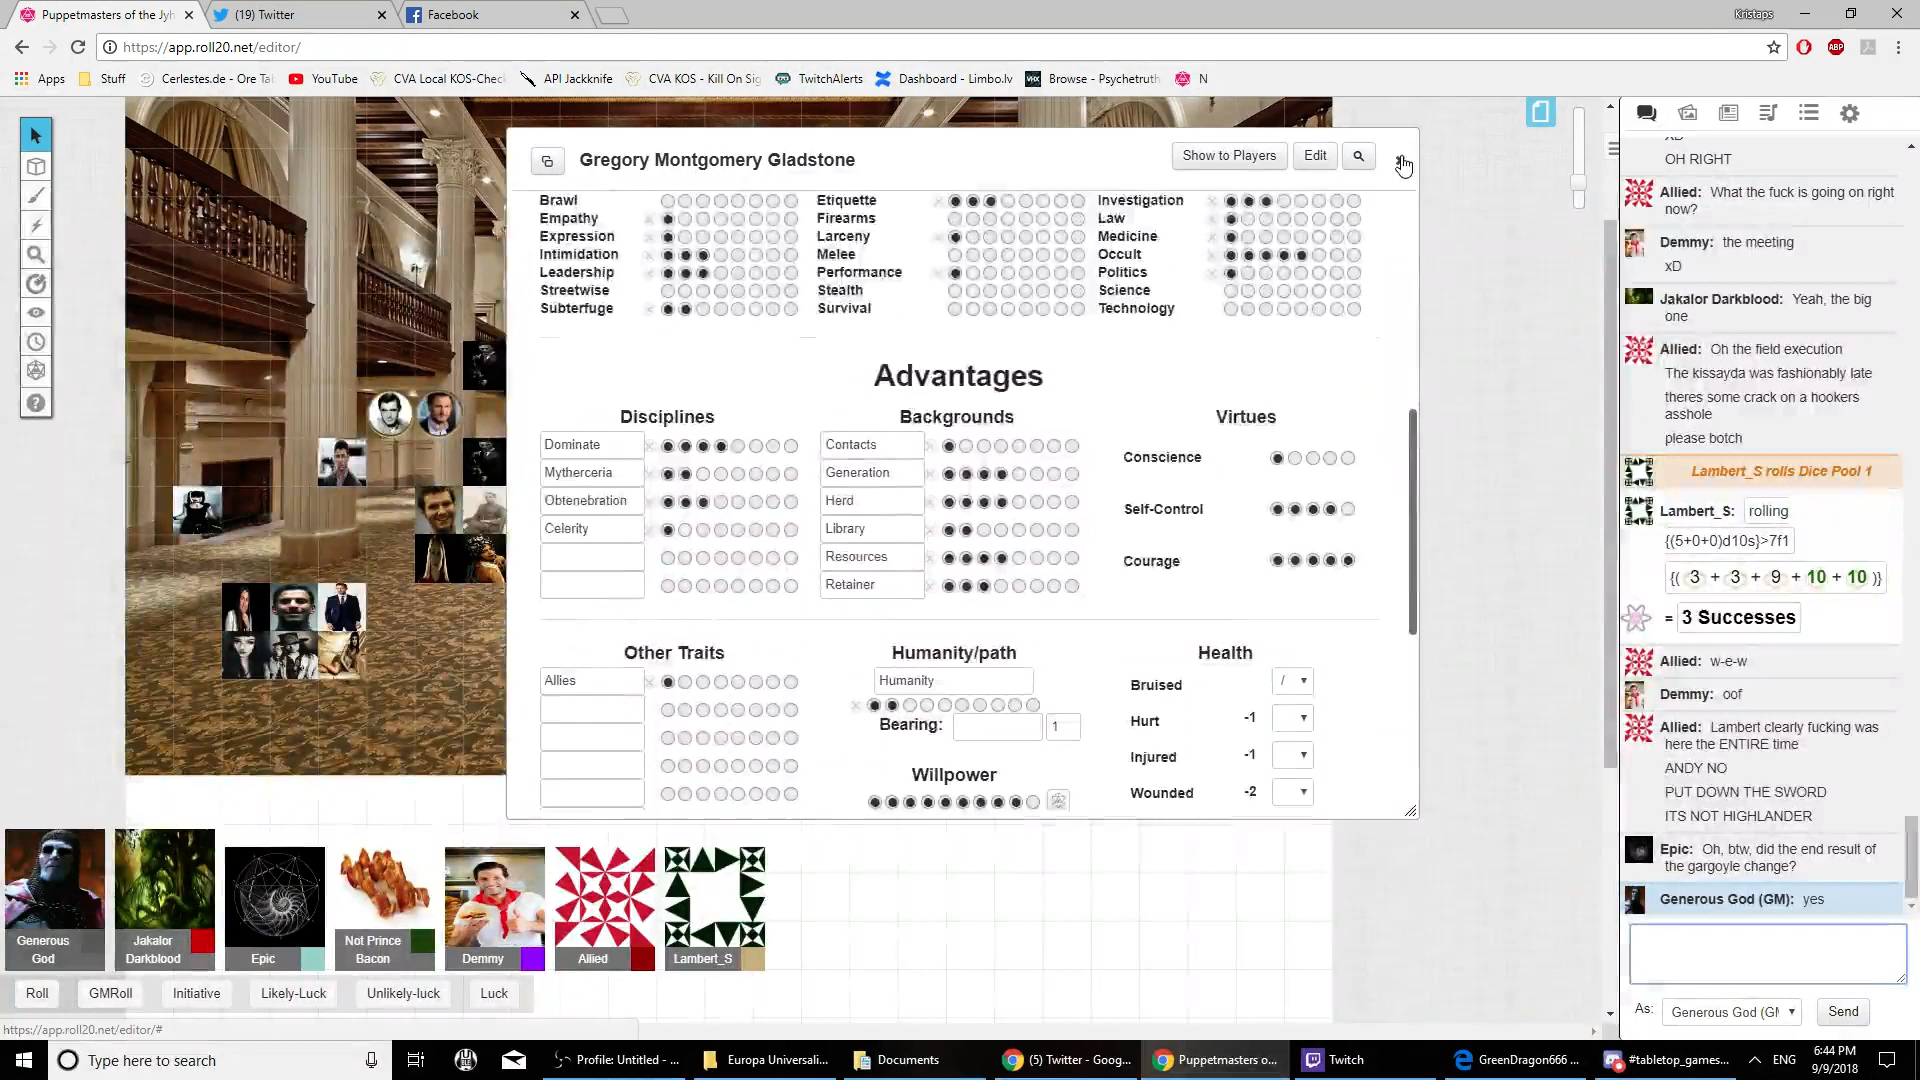 Puppetmasters of the Jyh
(19) Twitter
Facebook
Kristaps
https://app.roll20.net/editor/
Apps
Stuff
Cerlestes.de - Ore Ta
YouTube
CVA Local KOS-Chec
API Jackknife
CVA KOS - Kill On Sig
TwitchAlerts
Dashboard - Limbo.lv
Browse - Psychetruth
N
Gregory Montgomery Gladstone
Show to Players
Edit
Brawl
Etiquette
Investigation
Empathy
Firearms
Law
Expression
Larceny
Medicine
Intimidation
Melee
Occult
Leadership
Performance
Politics
Streetwise
Stealth
Science
Subterfuge
Survival
Technology
Advantages
Disciplines
Backgrounds
Virtues
Dominate
Contacts
Conscience
Mytherceria
Generation
Obtenebration
Herd
Self-Control
Celerity
Library
Resources
Courage
Retainer
Other Traits
Humanity/path
Health
Allies
Humanity
Bruised
/
Bearing:
1
Hurt
-1
Injured
-1
Willpower
Wounded
-2
XD
OH RIGHT
Allied: What the fuck is going on right
now?
Demmy: the meeting
xD
Jakalor Darkblood: Yeah, the big
one
Allied: Oh the field execution
The kissayda was fashionably late
theres some crack on a hookers
asshole
please botch
Lambert_S rolls Dice Pool 1
Lambert_S: rolling
{(5+0+0)d10s}>7f1
{( 3 + 3 + 9 + 10 + 10 )}
= 3 Successes
Allied: w-e-w
Demmy: oof
Allied: Lambert clearly fucking was
here the ENTIRE time
ANDY NO
PUT DOWN THE SWORD
ITS NOT HIGHLANDER
Epic: Oh, btw, did the end result of
the gargoyle change?
Generous God (GM): yes
As:
Generous God (GM
Send
Generous
God
Jakalor
Darkblood
Epic
Not Prince
Bacon
Demmy
Allied
Lambert_S
Roll
GMRoll
Initiative
Likely-Luck
Unlikely-luck
Luck
https://app.roll20.net/editor/#
Type here to search
Profile: Untitled - ...
Europa Universali...
Documents
(5) Twitter - Goog...
Puppetmasters o...
Twitch
GreenDragon666 ...
#tabletop_games...
ENG
6:44 PM
9/9/2018